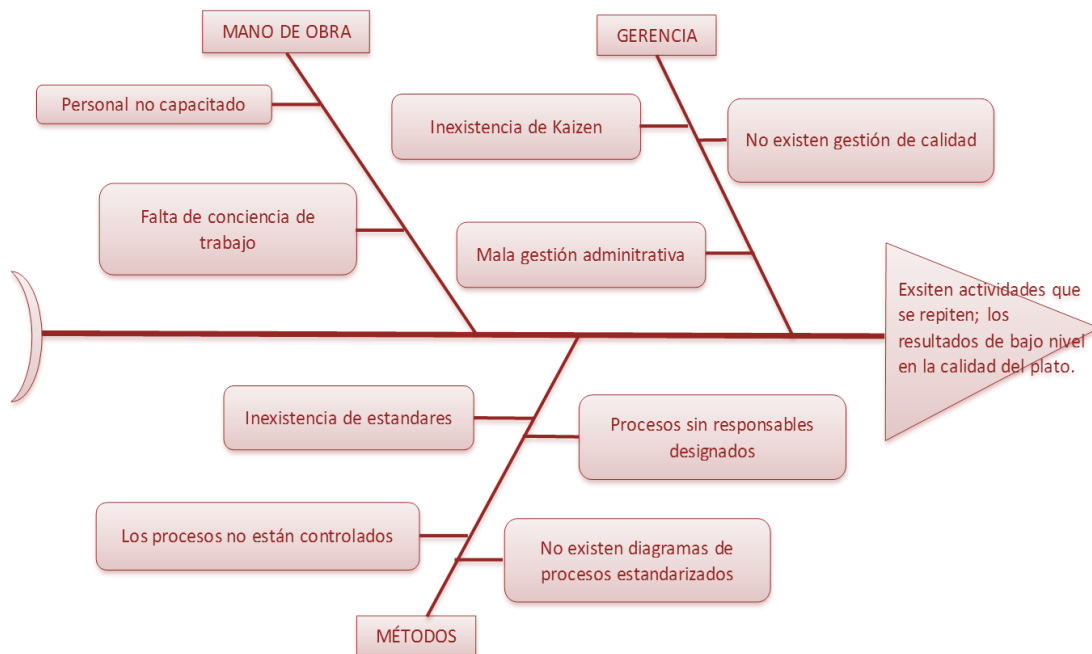 MANO DE OBRA
GERENCIA
Personal no capacitado
Inexistencia de Kaizen
No existen gestión de calidad
Falta de conciencia de
trabajo
Mala gestión adminitrativa
Exsiten actividades que
se repiten; los
resultados de bajo nivel
en la calidad del plato.
Inexistencia de estandares
Procesos sin responsables
designados
Los procesos no están controlados
No existen diagramas de
procesos estandarizados
MÉTODOS